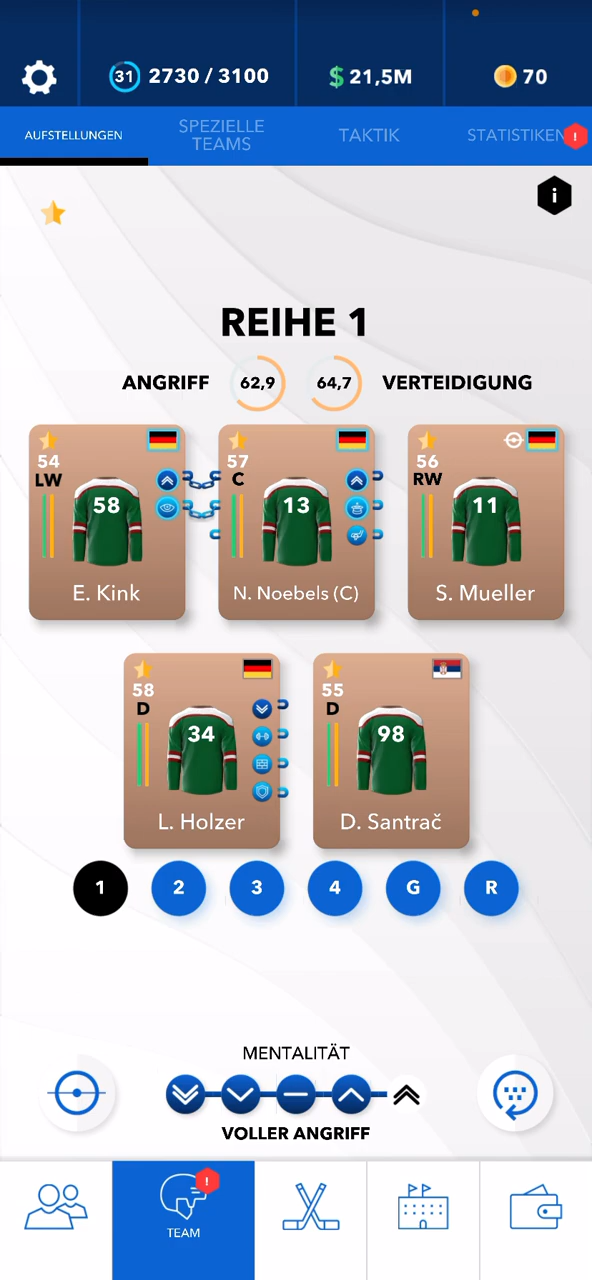 31 2730 / 3100
$ 21,5M
70
AUFSTELLUNGEN
SPEZIELLE
TEAMS
TAKTIK
STATISTIKEN
!
i
REIHE 1
ANGRIFF 62,9 64,7 VERTEIDIGUNG
54
LW
58
E. Kink
57
C
13
N. Noebels (C)
56
RW
11
S. Mueller
58
D
34
L. Holzer
55
D
98
D. Santrač
1 2 3 4 G R
MENTALITÄT
VOLLER ANGRIFF
!
TEAM